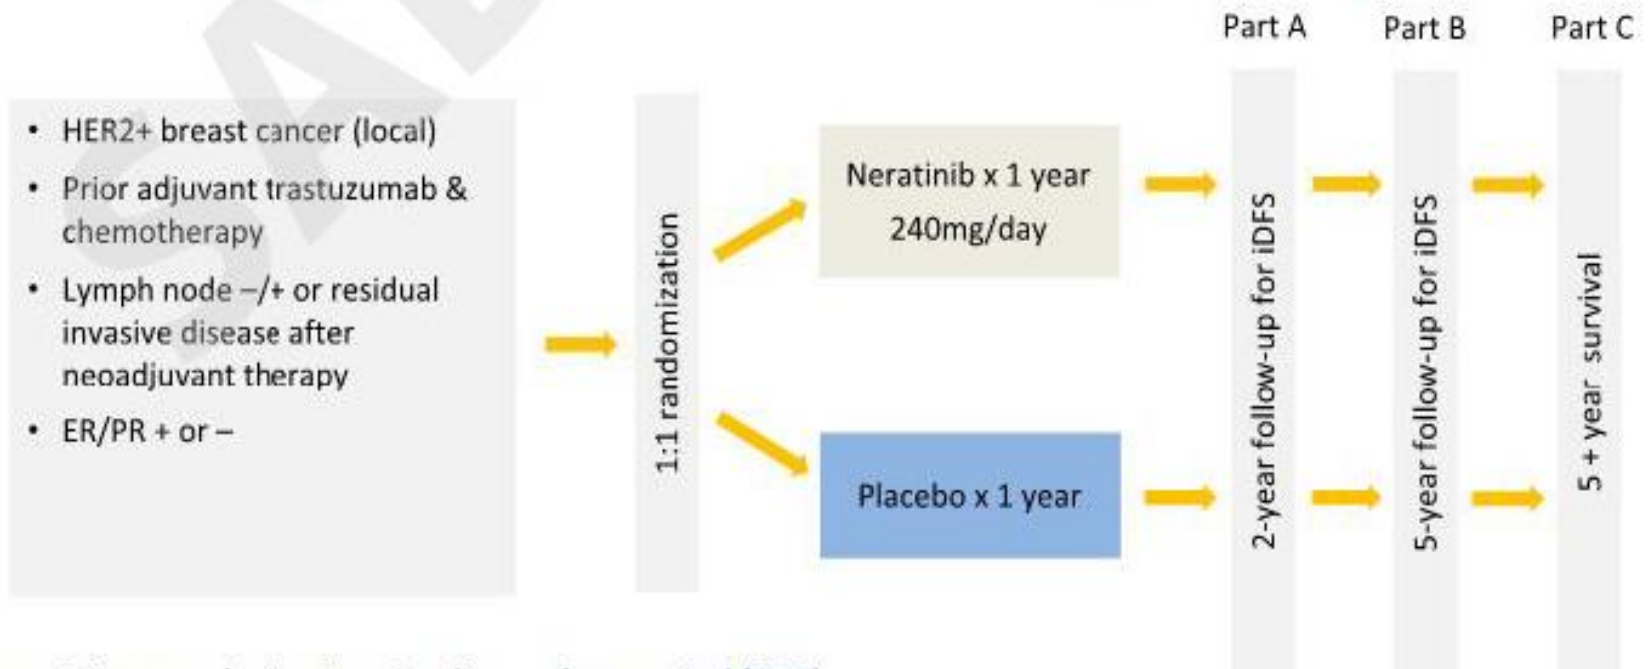 Part A Part B Part C
• HER2+ breast cancer (local)
• Prior adjuvant trastuzumab &
chemotherapy
• Lymph node –/+ or residual
invasive disease after
neoadjuvant therapy
• ER/PR + or –
1:1 randomization
Neratinib x 1 year
240mg/day
Placebo x 1 year
2-year follow-up for iDFS
5-year follow-up for iDFS
5 + year survival